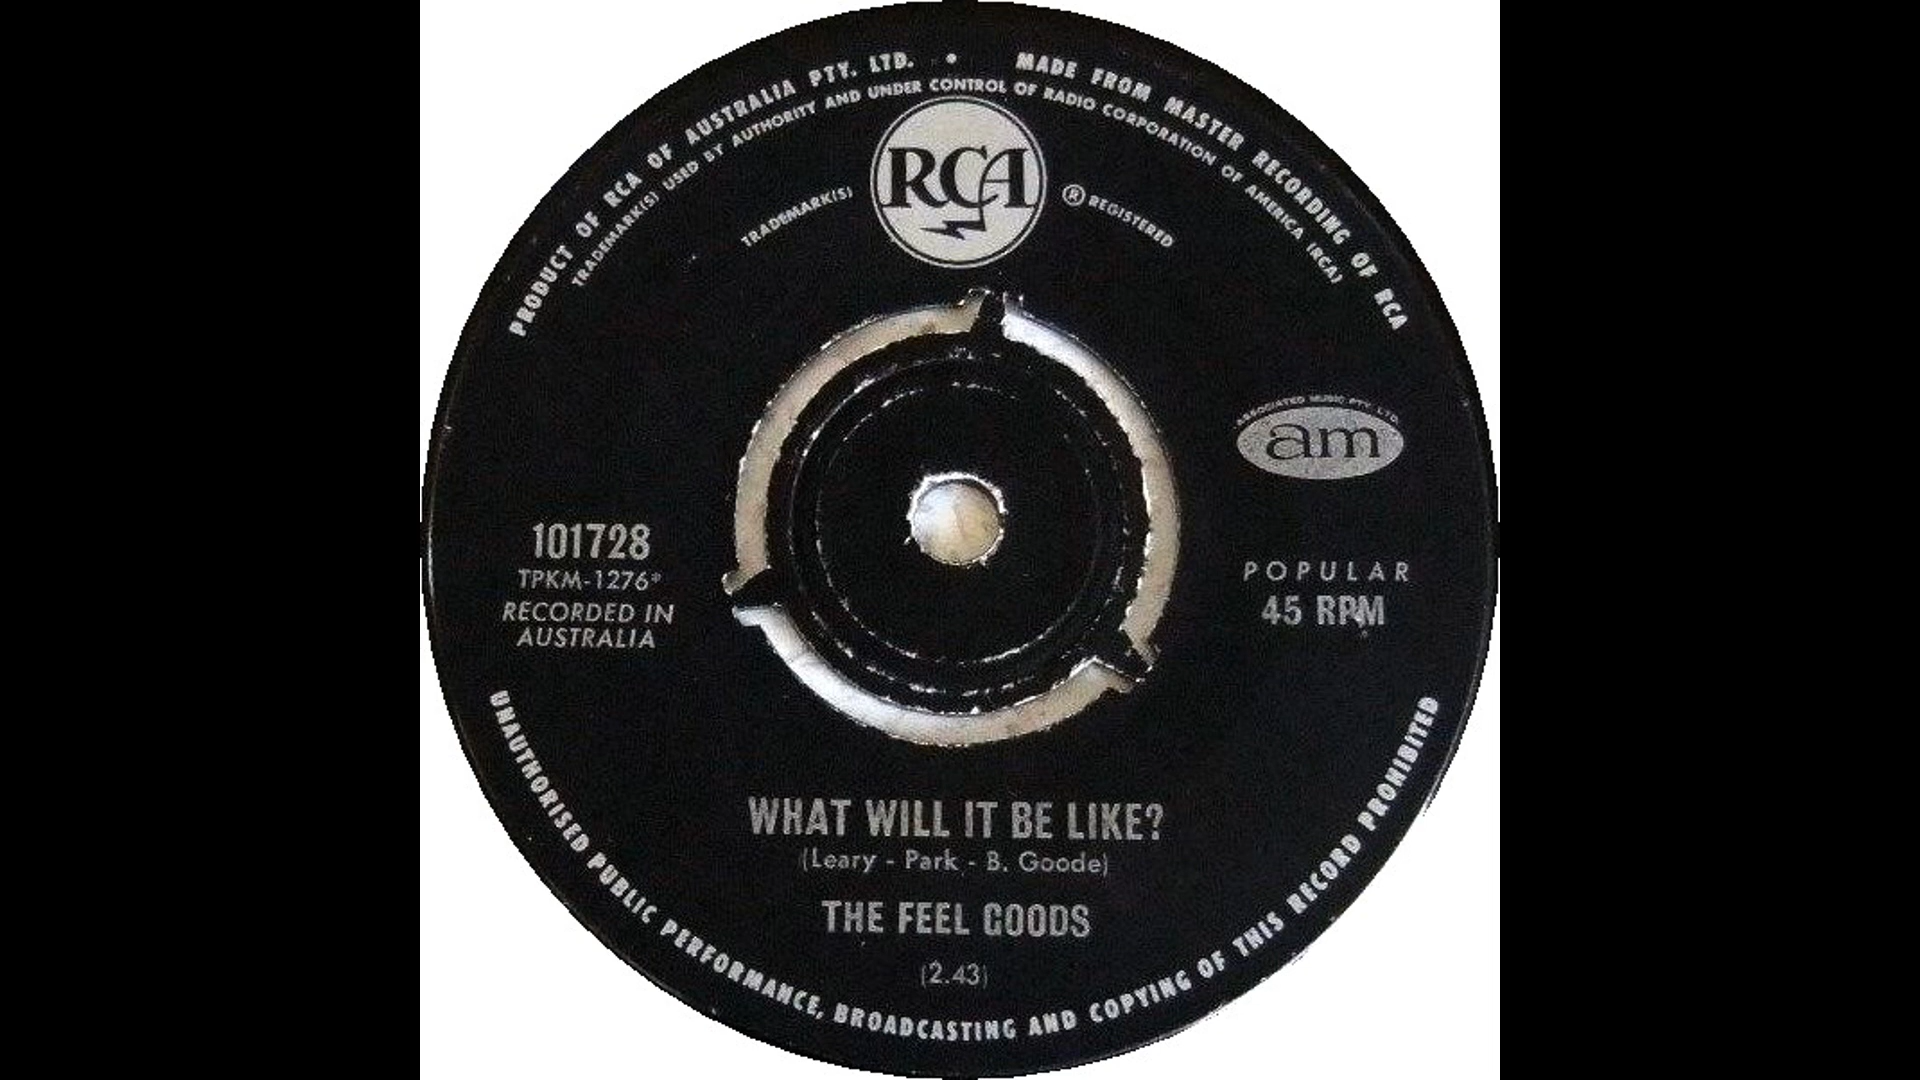 PRODUCT OF RCA OF AUSTRALIA PTY. LTD. • MADE FROM MASTER RECORDING OF RCA
TRADEMARK(S) USED BY AUTHORITY AND UNDER CONTROL OF RADIO CORPORATION OF AMERICA (RCA)
RCA
TRADEMARK(S) ® REGISTERED
ASSOCIATED MUSIC PTY. LTD.
am
101728
TPKM-1276*
RECORDED IN
AUSTRALIA
POPULAR
45 RPM
WHAT WILL IT BE LIKE?
(Leary - Park - B. Goode)
THE FEEL GOODS
(2.43)
UNAUTHORISED PUBLIC PERFORMANCE, BROADCASTING AND COPYING OF THIS RECORD PROHIBITED